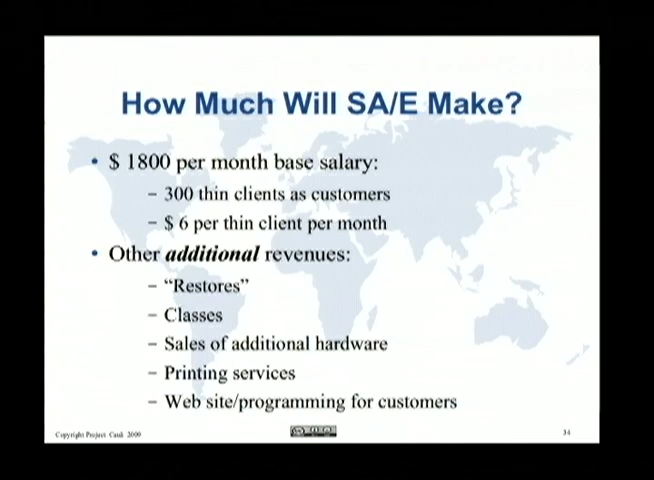 How Much Will SA/E Make?
• $ 1800 per month base salary:
– 300 thin clients as customers
– $ 6 per thin client per month
• Other additional revenues:
– “Restores”
– Classes
– Sales of additional hardware
– Printing services
– Web site/programming for customers
Copyright Project Cauã 2009
34